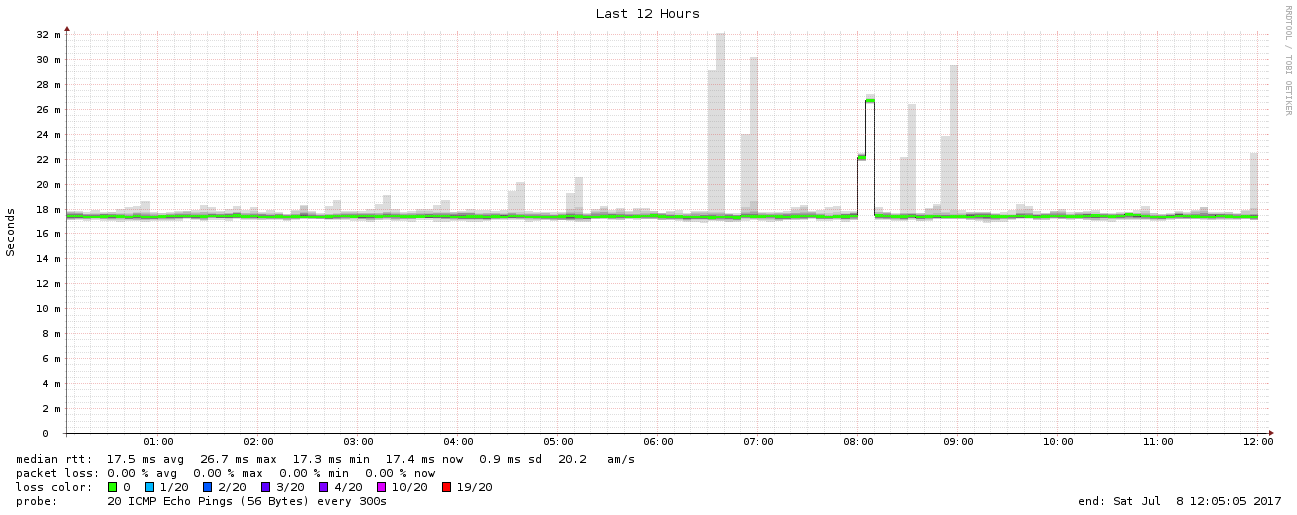 Last 12 Hours
RRDTOOL / TOBI OETIKER
Seconds
32 m
30 m
28 m
26 m
24 m
22 m
20 m
18 m
16 m
14 m
12 m
10 m
8 m
6 m
4 m
2 m
0
01:00 02:00 03:00 04:00 05:00 06:00 07:00 08:00 09:00 10:00 11:00 12:00
median rtt: 17.5 ms avg 26.7 ms max 17.3 ms min 17.4 ms now 0.9 ms sd 20.2 am/s
packet loss: 0.00 % avg 0.00 % max 0.00 % min 0.00 % now
loss color: 0 1/20 2/20 3/20 4/20 10/20 19/20
probe: 20 ICMP Echo Pings (56 Bytes) every 300s end: Sat Jul 8 12:05:05 2017